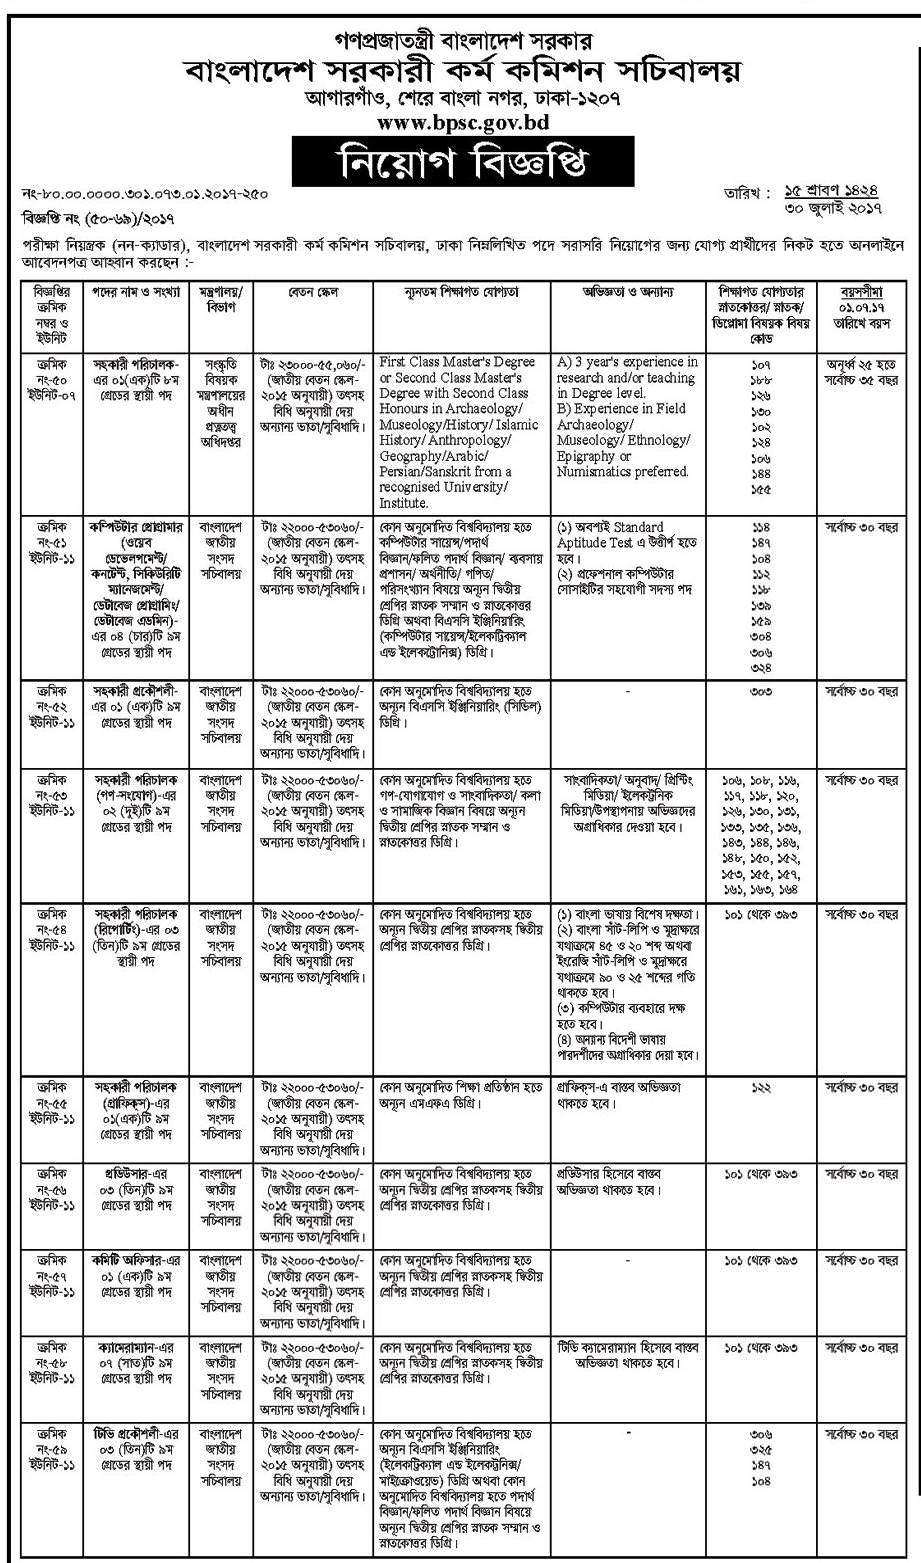 গণপ্রজাতন্ত্রী বাংলাদেশ সরকার
বাংলাদেশ সরকারী কর্ম কমিশন সচিবালয়
আগারগাঁও, শেরে বাংলা নগর, ঢাকা-১২০৭
www.bpsc.gov.bd
নিয়োগ বিজ্ঞপ্তি
নং-৮০.০০.০০০০.৩০১.০৭৩.০১.২০১৭-২৫০
তারিখ : ১৫ শ্রাবণ ১৪২৪
৩০ জুলাই ২০১৭
বিজ্ঞপ্তি নং (৫০-৬৯)/২০১৭
পরীক্ষা নিয়ন্ত্রক (নন-ক্যাডার), বাংলাদেশ সরকারী কর্ম কমিশন সচিবালয়, ঢাকা নিম্নলিখিত পদে সরাসরি নিয়োগের জন্য যোগ্য প্রার্থীদের নিকট হতে অনলাইনে
আবেদনপত্র আহবান করছেন :-
বিজ্ঞপ্তির
ক্রমিক
নম্বর ও
ইউনিট
পদের নাম ও সংখ্যা
মন্ত্রণালয়/
বিভাগ
বেতন স্কেল
ন্যূনতম শিক্ষাগত যোগ্যতা
অভিজ্ঞতা ও অন্যান্য
শিক্ষাগত যোগ্যতার
স্নাতকোত্তর/ স্নাতক/
ডিপ্লোমা বিষয়ক বিষয়
কোড
বয়সসীমা
০১.০৭.১৭
তারিখে বয়স
ক্রমিক
নং-৫০
ইউনিট-০৭
সহকারী পরিচালক-
এর ০১(এক)টি ৮ম
গ্রেডের স্থায়ী পদ
সংস্কৃতি
বিষয়ক
মন্ত্রণালয়ের
অধীন
প্রত্নতত্ত্ব
অধিদপ্তর
টাঃ ২৩০০০-৫৫,০৬০/-
(জাতীয় বেতন স্কেল-
২০১৫ অনুযায়ী) তৎসহ
বিধি অনুযায়ী দেয়
অন্যান্য ভাতা/সুবিধাদি।
First Class Master's Degree
or Second Class Master's
Degree with Second Class
Honours in Archaeology/
Museology/History/ Islamic
History/ Anthropology/
Geography/Arabic/
Persian/Sanskrit from a
recognised University/
Institute.
A) 3 year's experience in
research and/or teaching
in Degree level.
B) Experience in Field
Archaeology/
Museology/ Ethnology/
Epigraphy or
Numismatics preferred.
১০৭
১৮৮
১২৬
১৩০
১০২
১২৪
১০৬
১৪৪
১৫৫
অনূর্ধ্ব ২৫ হতে
সর্বোচ্চ ৩৫ বছর
ক্রমিক
নং-৫১
ইউনিট-১১
কম্পিউটার প্রোগ্রামার
(ওয়েব
ডেভেলপমেন্ট/
কনটেন্ট, সিকিউরিটি
ম্যানেজমেন্ট/
ডেটাবেজ প্রোগ্রামিং/
ডেটাবেজ এডমিন)-
এর ০৪ (চার)টি ৯ম
গ্রেডের স্থায়ী পদ
বাংলাদেশ
জাতীয়
সংসদ
সচিবালয়
টাঃ ২২০০০-৫৩০৬০/-
(জাতীয় বেতন স্কেল-
২০১৫ অনুযায়ী) তৎসহ
বিধি অনুযায়ী দেয়
অন্যান্য ভাতা/সুবিধাদি।
কোন অনুমোদিত বিশ্ববিদ্যালয় হতে
কম্পিউটার সায়েন্স/পদার্থ
বিজ্ঞান/ফলিত পদার্থ বিজ্ঞান/ ব্যবসায়
প্রশাসন/ অর্থনীতি/ গণিত/
পরিসংখ্যান বিষয়ে অন্যূন দ্বিতীয়
শ্রেণির স্নাতক সম্মান ও স্নাতকোত্তর
ডিগ্রি অথবা বিএসসি ইঞ্জিনিয়ারিং
(কম্পিউটার সায়েন্স/ইলেকট্রিক্যাল
এন্ড ইলেকট্রোনিক্স) ডিগ্রি।
(১) অবশ্যই Standard
Aptitude Test এ উত্তীর্ণ হতে
হবে।
(২) প্রফেশনাল কম্পিউটার
সোসাইটির সহযোগী সদস্য পদ
১১৪
১৪৭
১০৪
১১২
১১৮
১৩৯
১৫৯
৩০৪
৩০৬
৩২৪
সর্বোচ্চ ৩০ বছর
ক্রমিক
নং-৫২
ইউনিট-১১
সহকারী প্রকৌশলী-
এর ০১ (এক)টি ৯ম
গ্রেডের স্থায়ী পদ
বাংলাদেশ
জাতীয়
সংসদ
সচিবালয়
টাঃ ২২০০০-৫৩০৬০/-
(জাতীয় বেতন স্কেল-
২০১৫ অনুযায়ী) তৎসহ
বিধি অনুযায়ী দেয়
অন্যান্য ভাতা/সুবিধাদি।
কোন অনুমোদিত বিশ্ববিদ্যালয় হতে
অন্যূন বিএসসি ইঞ্জিনিয়ারিং (সিভিল)
ডিগ্রি।
-
৩০৩
সর্বোচ্চ ৩০ বছর
ক্রমিক
নং-৫৩
ইউনিট-১১
সহকারী পরিচালক
(গণ-সংযোগ)-এর
০২ (দুই)টি ৯ম
গ্রেডের স্থায়ী পদ
বাংলাদেশ
জাতীয়
সংসদ
সচিবালয়
টাঃ ২২০০০-৫৩০৬০/-
(জাতীয় বেতন স্কেল-
২০১৫ অনুযায়ী) তৎসহ
বিধি অনুযায়ী দেয়
অন্যান্য ভাতা/সুবিধাদি।
কোন অনুমোদিত বিশ্ববিদ্যালয় হতে
গণ-যোগাযোগ ও সাংবাদিকতা/ কলা
ও সামাজিক বিজ্ঞান বিষয়ে অন্যূন
দ্বিতীয় শ্রেণির স্নাতক সম্মান ও
স্নাতকোত্তর ডিগ্রি।
সাংবাদিকতা/ অনুবাদ/ প্রিন্টিং
মিডিয়া/ ইলেকট্রনিক
মিডিয়া/উপস্থাপনায় অভিজ্ঞদের
অগ্রাধিকার দেওয়া হবে।
১০৬, ১০৮, ১১৬,
১১৭, ১১৮, ১২০,
১২৬, ১৩০, ১৩১,
১৩৩, ১৩৫, ১৩৬,
১৪৩, ১৪৪, ১৪৬,
১৪৮, ১৫০, ১৫২,
১৫৩, ১৫৫, ১৫৭,
১৬১, ১৬৩, ১৬৪
সর্বোচ্চ ৩০ বছর
ক্রমিক
নং-৫৪
ইউনিট-১১
সহকারী পরিচালক
(রিপোর্টিং)-এর ০৩
(তিন)টি ৯ম গ্রেডের
স্থায়ী পদ
বাংলাদেশ
জাতীয়
সংসদ
সচিবালয়
টাঃ ২২০০০-৫৩০৬০/-
(জাতীয় বেতন স্কেল-
২০১৫ অনুযায়ী) তৎসহ
বিধি অনুযায়ী দেয়
অন্যান্য ভাতা/সুবিধাদি।
কোন অনুমোদিত বিশ্ববিদ্যালয় হতে
অন্যূন দ্বিতীয় শ্রেণির স্নাতকসহ দ্বিতীয়
শ্রেণির স্নাতকোত্তর ডিগ্রি।
(১) বাংলা ভাষায় বিশেষ দক্ষতা।
(২) বাংলা সাঁট-লিপি ও মুদ্রাক্ষরে
যথাক্রমে ৪৫ ও ২০ শব্দ অথবা
ইংরেজি সাঁট-লিপি ও মুদ্রাক্ষরে
যথাক্রমে ৯০ ও ২৫ শব্দের গতি
থাকতে হবে।
(৩) কম্পিউটার ব্যবহারে দক্ষ
হতে হবে।
(৪) অন্যান্য বিদেশী ভাষায়
পারদর্শীদের অগ্রাধিকার দেয়া হবে।
১০১ থেকে ৩৯৩
সর্বোচ্চ ৩০ বছর
ক্রমিক
নং-৫৫
ইউনিট-১১
সহকারী পরিচালক
(গ্রাফিক্স)-এর
০১(এক)টি ৯ম
গ্রেডের স্থায়ী পদ
বাংলাদেশ
জাতীয়
সংসদ
সচিবালয়
টাঃ ২২০০০-৫৩০৬০/-
(জাতীয় বেতন স্কেল-
২০১৫ অনুযায়ী) তৎসহ
বিধি অনুযায়ী দেয়
অন্যান্য ভাতা/সুবিধাদি।
কোন অনুমোদিত শিক্ষা প্রতিষ্ঠান হতে
অন্যূন এমএফএ ডিগ্রি।
গ্রাফিক্স-এ বাস্তব অভিজ্ঞতা
থাকতে হবে।
১২২
সর্বোচ্চ ৩০ বছর
ক্রমিক
নং-৫৬
ইউনিট-১১
প্রডিউসার-এর
০৩ (তিন)টি ৯ম
গ্রেডের স্থায়ী পদ
বাংলাদেশ
জাতীয়
সংসদ
সচিবালয়
টাঃ ২২০০০-৫৩০৬০/-
(জাতীয় বেতন স্কেল-
২০১৫ অনুযায়ী) তৎসহ
বিধি অনুযায়ী দেয়
অন্যান্য ভাতা/সুবিধাদি।
কোন অনুমোদিত বিশ্ববিদ্যালয় হতে
অন্যূন দ্বিতীয় শ্রেণির স্নাতকসহ দ্বিতীয়
শ্রেণির স্নাতকোত্তর ডিগ্রি।
প্রডিউসার হিসেবে বাস্তব
অভিজ্ঞতা থাকতে হবে।
১০১ থেকে ৩৯৩
সর্বোচ্চ ৩০ বছর
ক্রমিক
নং-৫৭
ইউনিট-১১
কমিটি অফিসার-এর
০১ (এক)টি ৯ম
গ্রেডের স্থায়ী পদ
বাংলাদেশ
জাতীয়
সংসদ
সচিবালয়
টাঃ ২২০০০-৫৩০৬০/-
(জাতীয় বেতন স্কেল-
২০১৫ অনুযায়ী) তৎসহ
বিধি অনুযায়ী দেয়
অন্যান্য ভাতা/সুবিধাদি।
কোন অনুমোদিত বিশ্ববিদ্যালয় হতে
অন্যূন দ্বিতীয় শ্রেণির স্নাতকসহ দ্বিতীয়
শ্রেণির স্নাতকোত্তর ডিগ্রি।
-
১০১ থেকে ৩৯৩
সর্বোচ্চ ৩০ বছর
ক্রমিক
নং-৫৮
ইউনিট-১১
ক্যামেরাম্যান-এর
০৭ (সাত)টি ৯ম
গ্রেডের স্থায়ী পদ
বাংলাদেশ
জাতীয়
সংসদ
সচিবালয়
টাঃ ২২০০০-৫৩০৬০/-
(জাতীয় বেতন স্কেল-
২০১৫ অনুযায়ী) তৎসহ
বিধি অনুযায়ী দেয়
অন্যান্য ভাতা/সুবিধাদি।
কোন অনুমোদিত বিশ্ববিদ্যালয় হতে
অন্যূন দ্বিতীয় শ্রেণির স্নাতকসহ দ্বিতীয়
শ্রেণির স্নাতকোত্তর ডিগ্রি।
টিভি ক্যামেরাম্যান হিসেবে বাস্তব
অভিজ্ঞতা থাকতে হবে।
১০১ থেকে ৩৯৩
সর্বোচ্চ ৩০ বছর
ক্রমিক
নং-৫৯
ইউনিট-১১
টিভি প্রকৌশলী-এর
০৩ (তিন)টি ৯ম
গ্রেডের স্থায়ী পদ
বাংলাদেশ
জাতীয়
সংসদ
সচিবালয়
টাঃ ২২০০০-৫৩০৬০/-
(জাতীয় বেতন স্কেল-
২০১৫ অনুযায়ী) তৎসহ
বিধি অনুযায়ী দেয়
অন্যান্য ভাতা/সুবিধাদি।
কোন অনুমোদিত বিশ্ববিদ্যালয় হতে
অন্যূন বিএসসি ইঞ্জিনিয়ারিং
(ইলেকট্রিক্যাল এন্ড ইলেকট্রনিক্স/
মাইক্রোওয়েভ) ডিগ্রি অথবা কোন
অনুমোদিত বিশ্ববিদ্যালয় হতে পদার্থ
বিজ্ঞান/ফলিত পদার্থ বিজ্ঞান বিষয়ে
অন্যূন দ্বিতীয় শ্রেণির স্নাতক সম্মান ও
স্নাতকোত্তর ডিগ্রি।
-
৩০৬
৩২৫
১৪৭
১০৪
সর্বোচ্চ ৩০ বছর